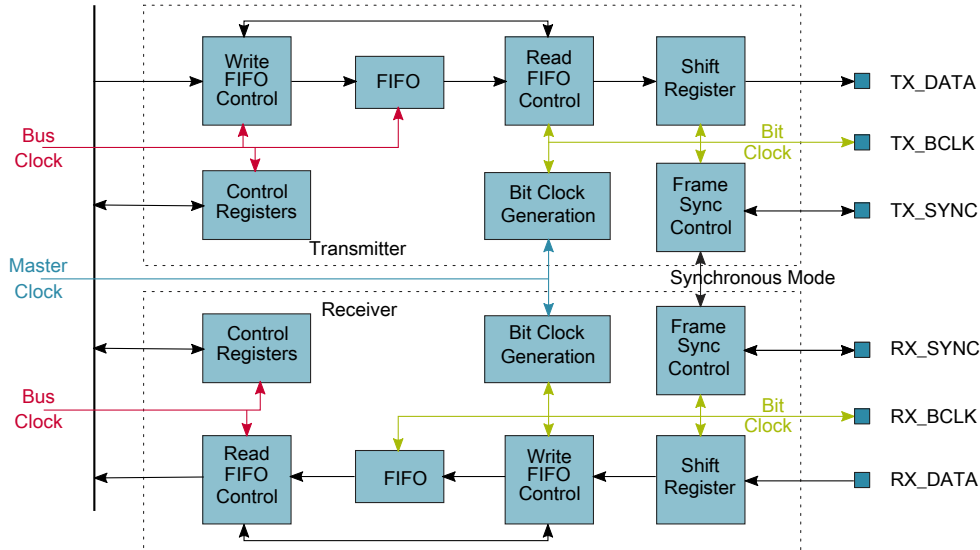 Write
FIFO
Control
FIFO
Read
FIFO
Control
Shift
Register
TX_DATA
Bus
Clock
Bit
Clock
TX_BCLK
Control
Registers
Bit Clock
Generation
Frame
Sync
Control
TX_SYNC
Transmitter
Master
Clock
Synchronous Mode
Receiver
Control
Registers
Bit Clock
Generation
Frame
Sync
Control
RX_SYNC
Bus
Clock
Bit
Clock
RX_BCLK
Read
FIFO
Control
FIFO
Write
FIFO
Control
Shift
Register
RX_DATA